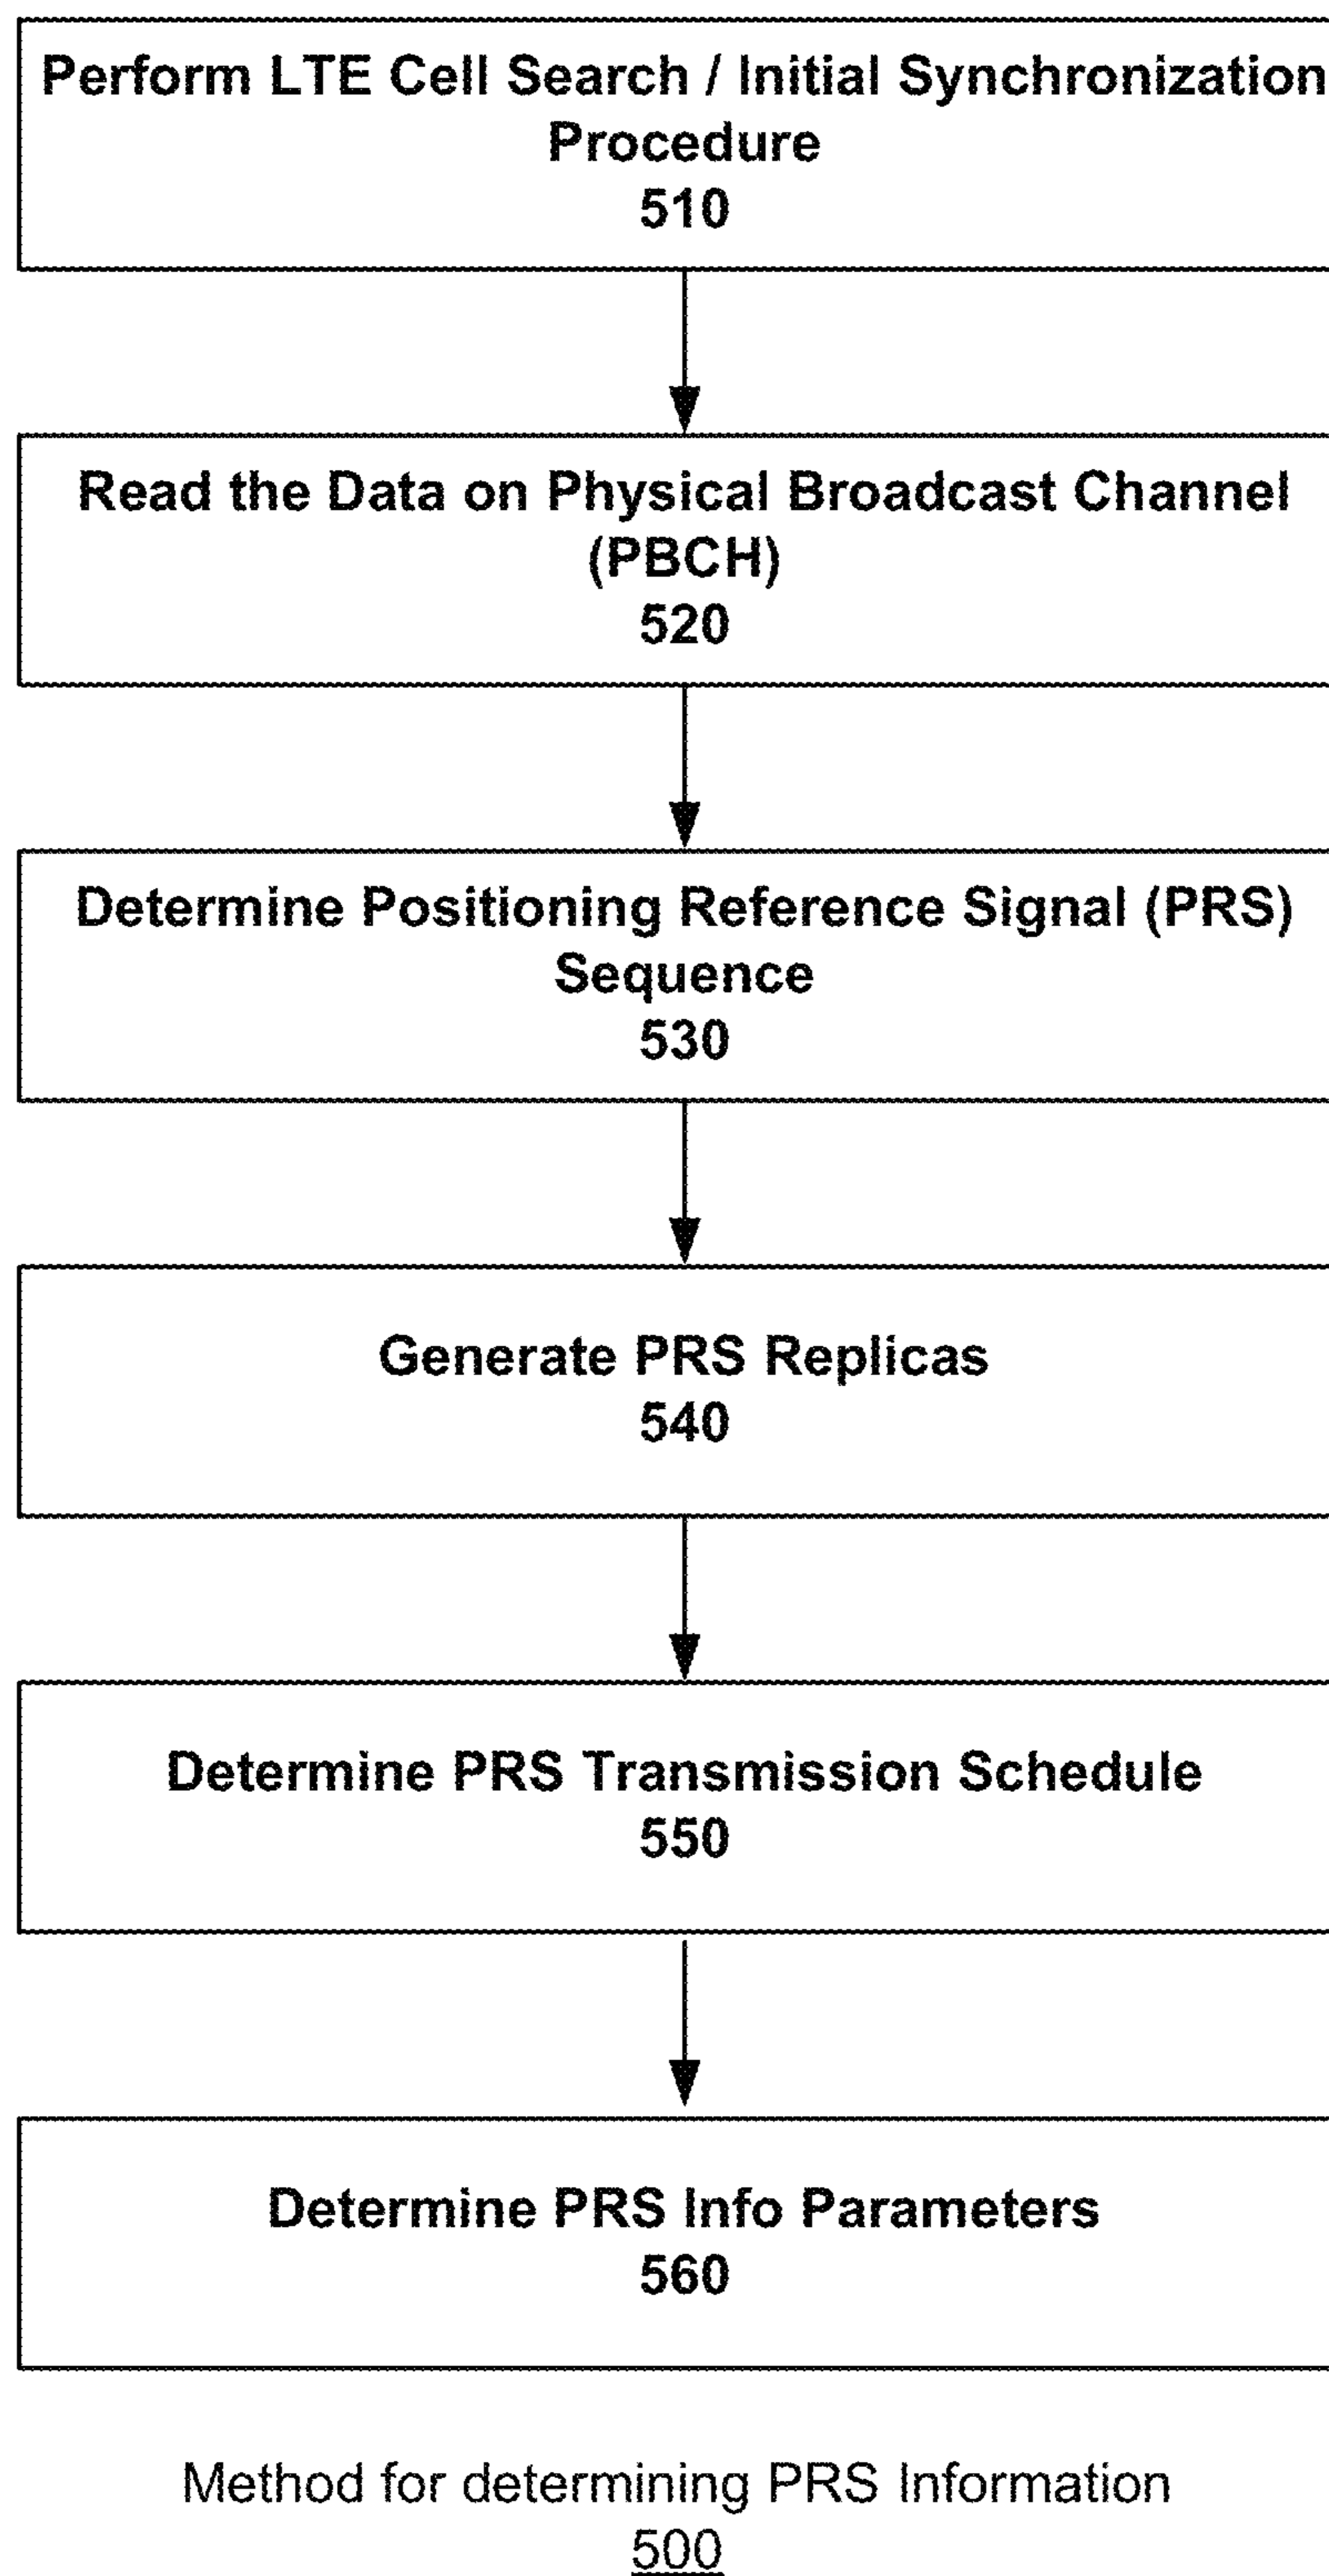 Perform LTE Cell Search / Initial Synchronization
Procedure
510
Read the Data on Physical Broadcast Channel
(PBCH)
520
Determine Positioning Reference Signal (PRS)
Sequence
530
Generate PRS Replicas
540
Determine PRS Transmission Schedule
550
Determine PRS Info Parameters
560
Method for determining PRS Information
500